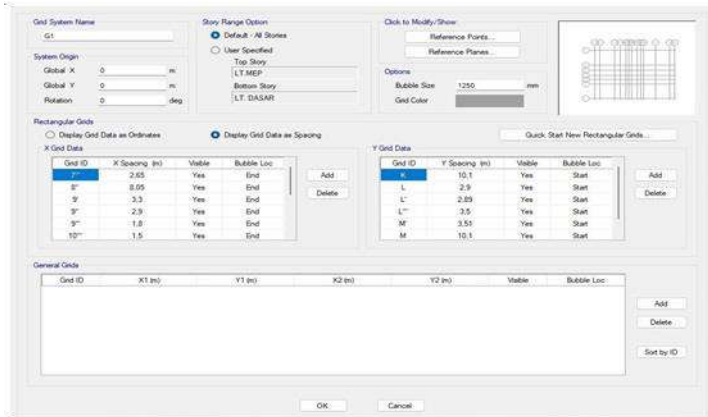 Grid System Name
G1
System Origin
Global X 0 m
Global Y 0 m
Rotation 0 deg
Story Range Option
Default - All Stories
User Specified
Top Story
LT.MEP
Bottom Story
LT. DASAR
Click to Modify/Show:
Reference Points...
Reference Planes...
Options
Bubble Size 1250 mm
Grid Color
Rectangular Grids
Display Grid Data as Ordinates Display Grid Data as Spacing Quick Start New Rectangular Grids...
X Grid Data
Grid ID X Spacing (m) Visible Bubble Loc
2,65 Yes End Add
8" 8,05 Yes End Delete
9' 3,3 Yes End
9" 2,9 Yes End
9''' 1,8 Yes End
10''' 1,5 Yes End
Y Grid Data
Grid ID Y Spacing (m) Visible Bubble Loc
K 10,1 Yes Start Add
L 2,9 Yes Start Delete
L' 2,89 Yes Start
L''' 3,5 Yes Start
M' 3,51 Yes Start
M 10,1 Yes Start
General Grids
Grid ID X1 (m) Y1 (m) X2 (m) Y2 (m) Visible Bubble Loc
Add
Delete
Sort by ID
OK Cancel